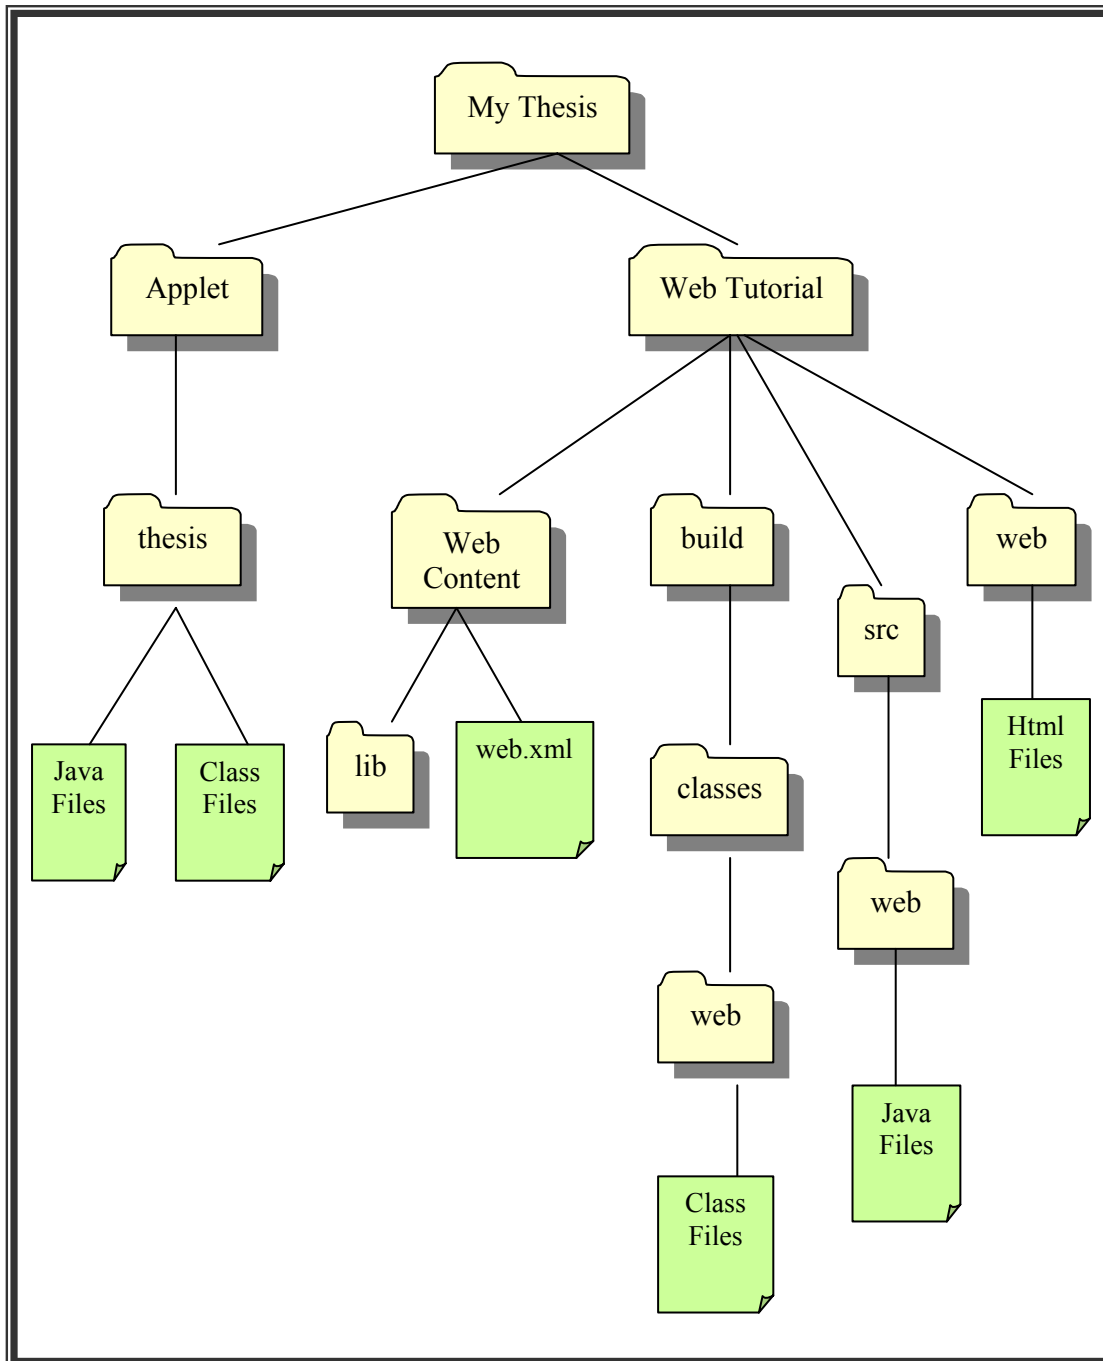 My Thesis
Applet
Web Tutorial
thesis
Web
Content
build
web
src
Java
Files
Class
Files
lib
web.xml
classes
Html
Files
web
web
Java
Files
Class
Files